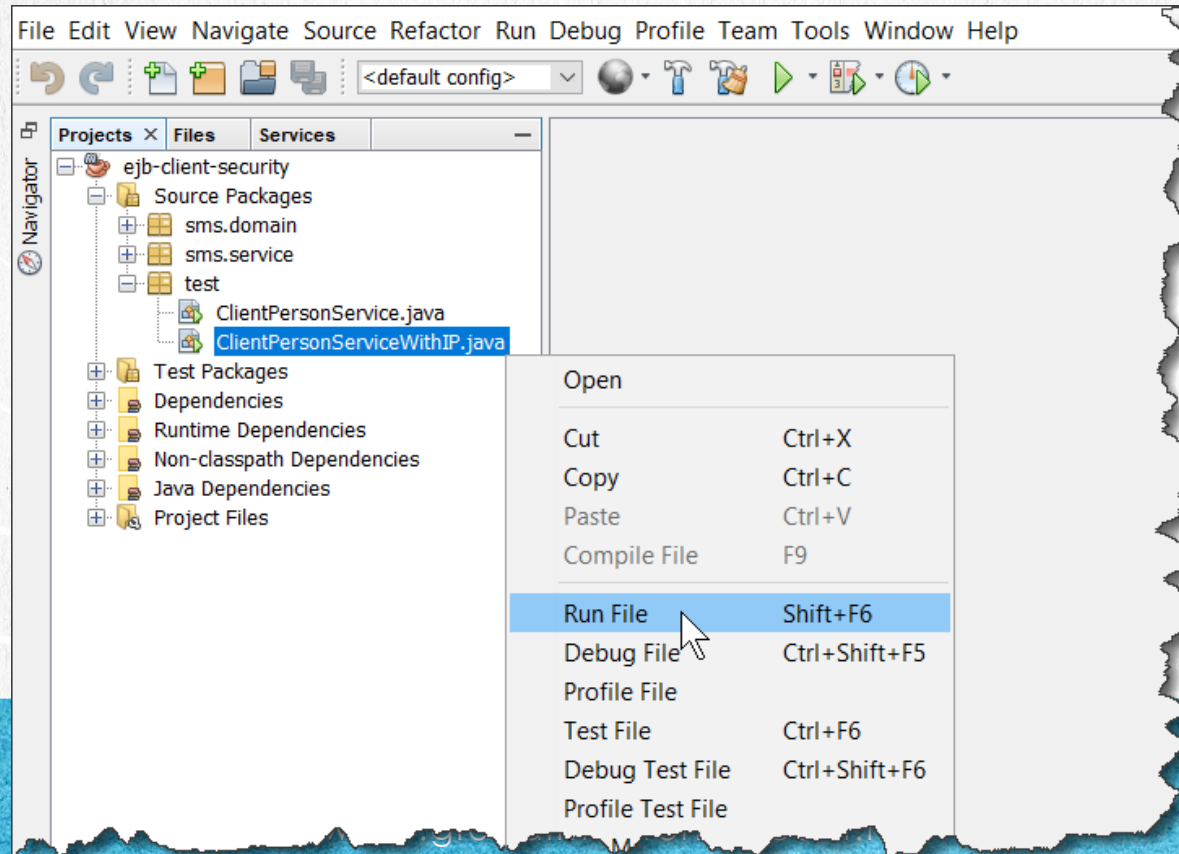 File Edit View Navigate Source Refactor Run Debug Profile Team Tools Window Help
<default config>
Projects Files Services
Navigator
ejb-client-security
Source Packages
sms.domain
sms.service
test
ClientPersonService.java
ClientPersonServiceWithIP.java
Test Packages
Dependencies
Runtime Dependencies
Non-classpath Dependencies
Java Dependencies
Project Files
Open
Cut Ctrl+X
Copy Ctrl+C
Paste Ctrl+V
Compile File F9
Run File Shift+F6
Debug File Ctrl+Shift+F5
Profile File
Test File Ctrl+F6
Debug Test File Ctrl+Shift+F6
Profile Test File